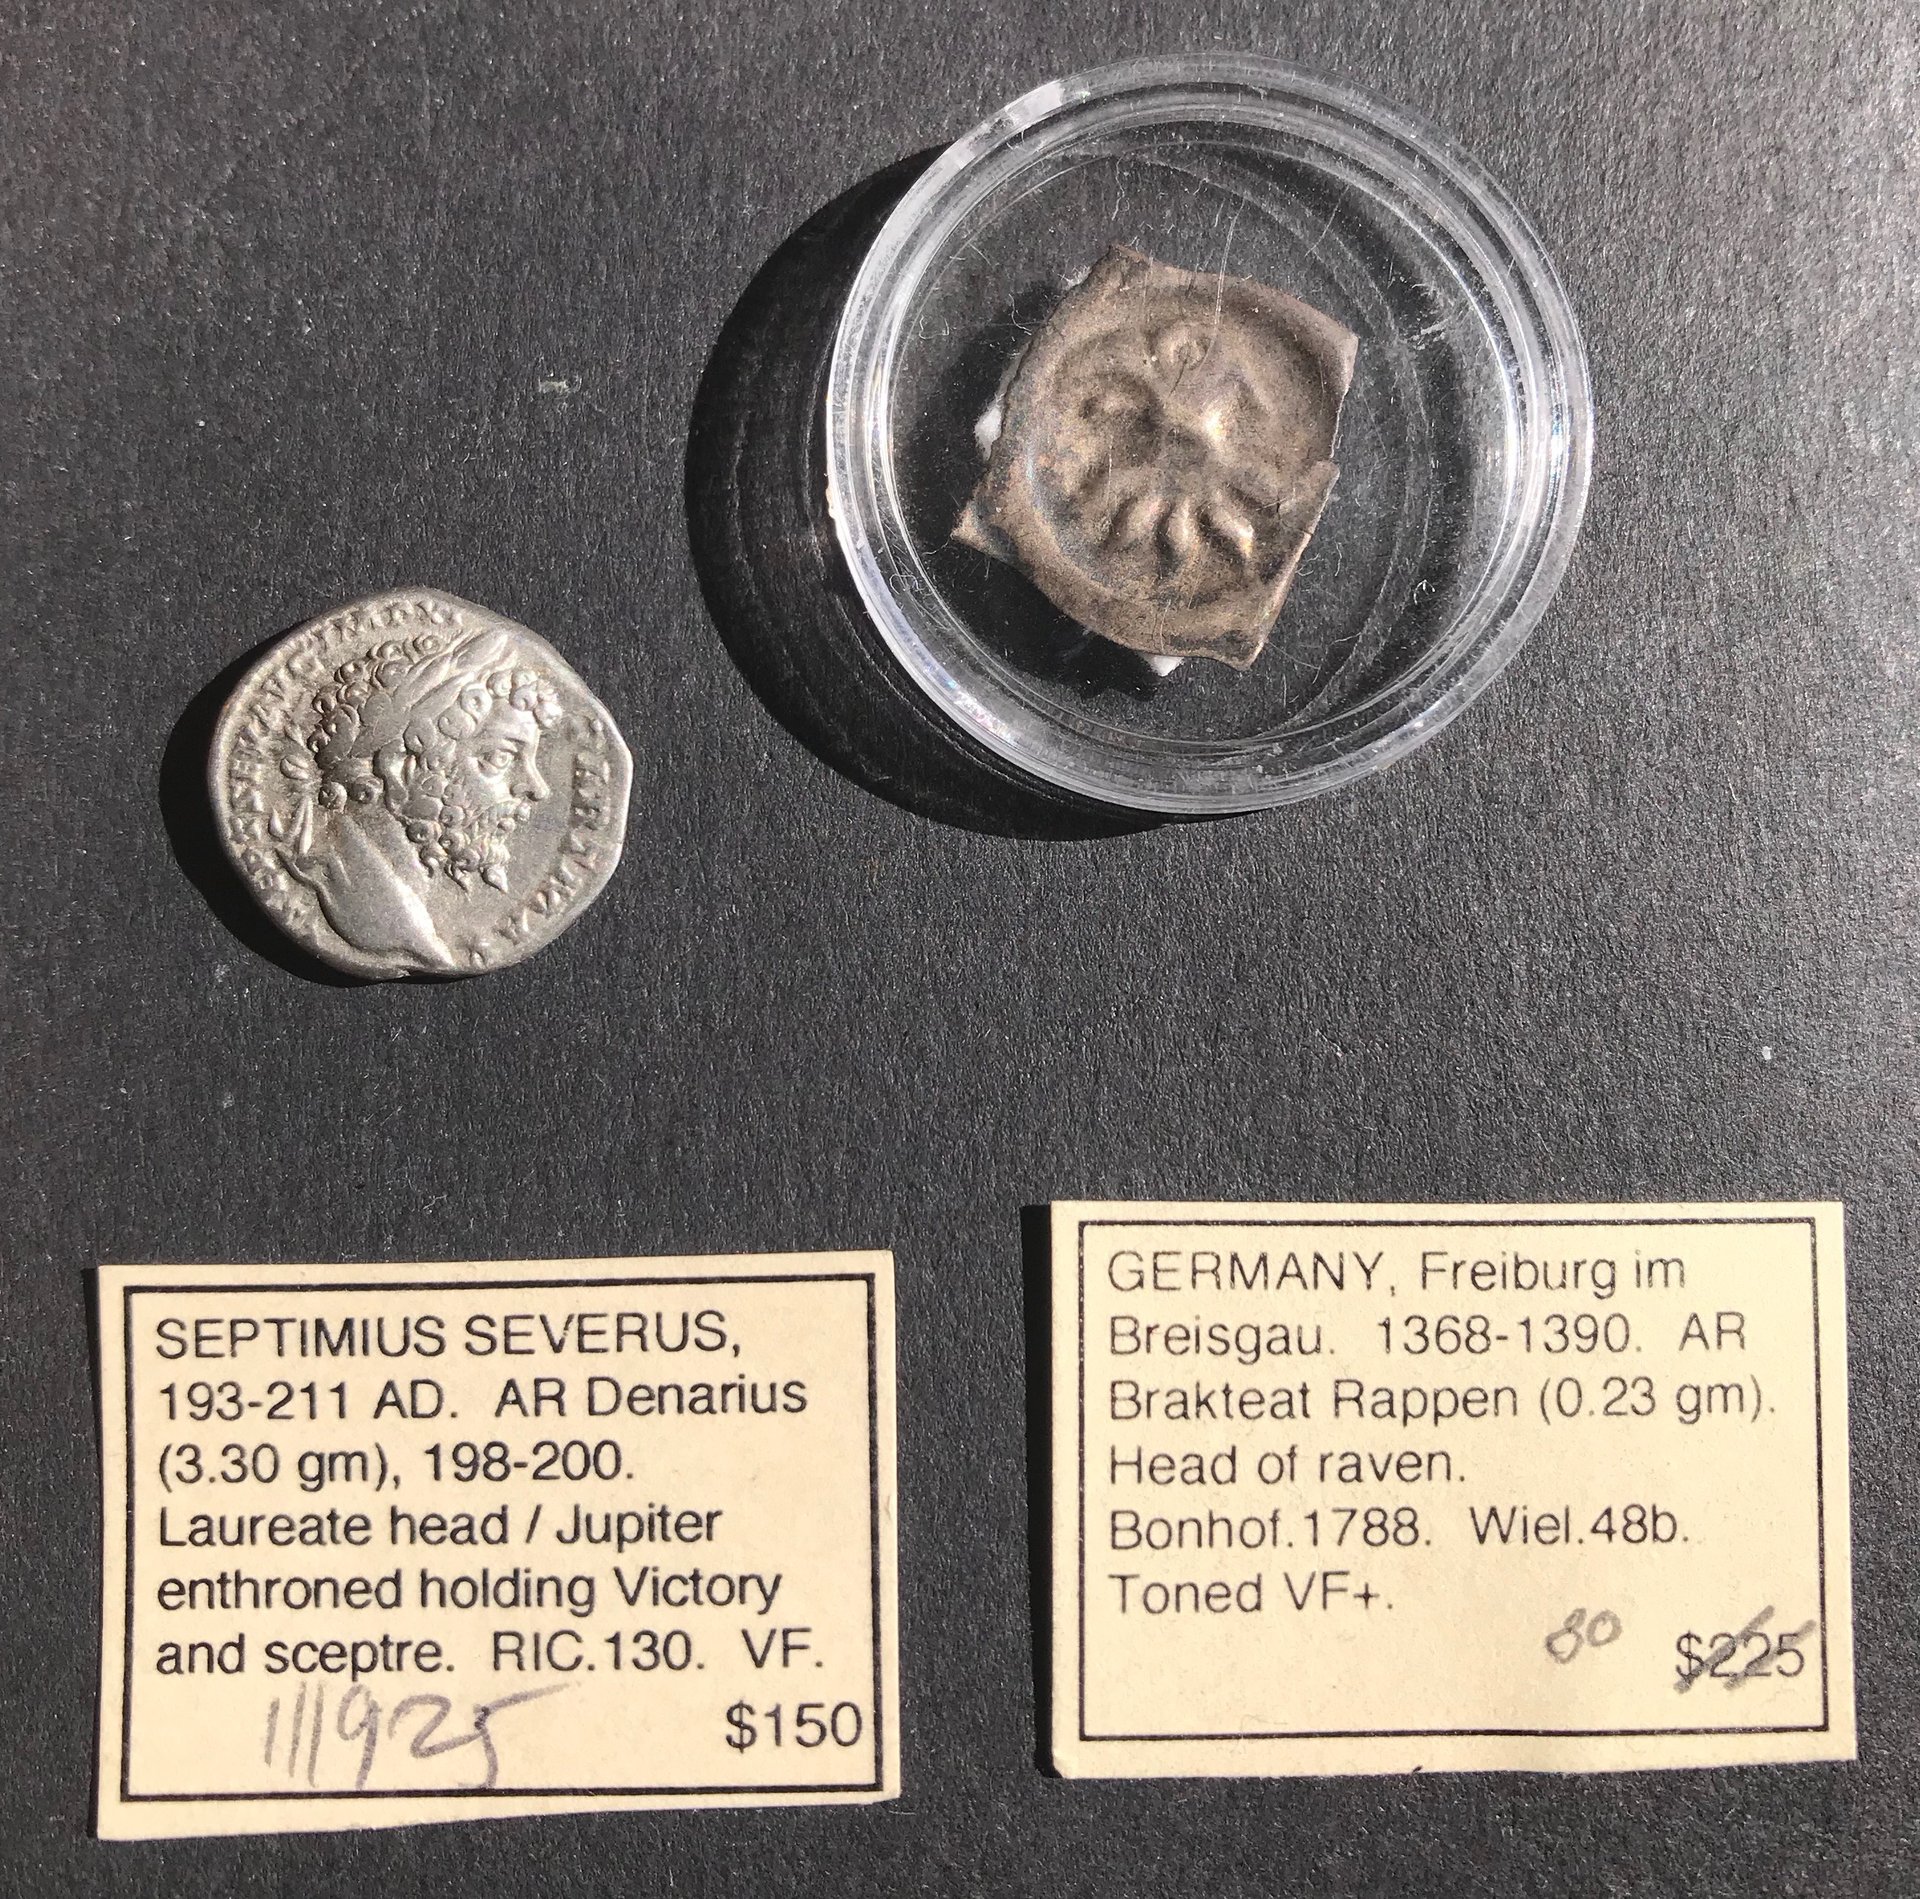 SEPTIMIUS SEVERUS,
193-211 AD. AR Denarius
(3.30 gm), 198-200.
Laureate head / Jupiter
enthroned holding Victory
and sceptre. RIC.130. VF.
111925
$150
GERMANY, Freiburg im
Breisgau. 1368-1390. AR
Brakteat Rappen (0.23 gm).
Head of raven.
Bonhof.1788. Wiel.48b.
Toned VF+.
80 $225